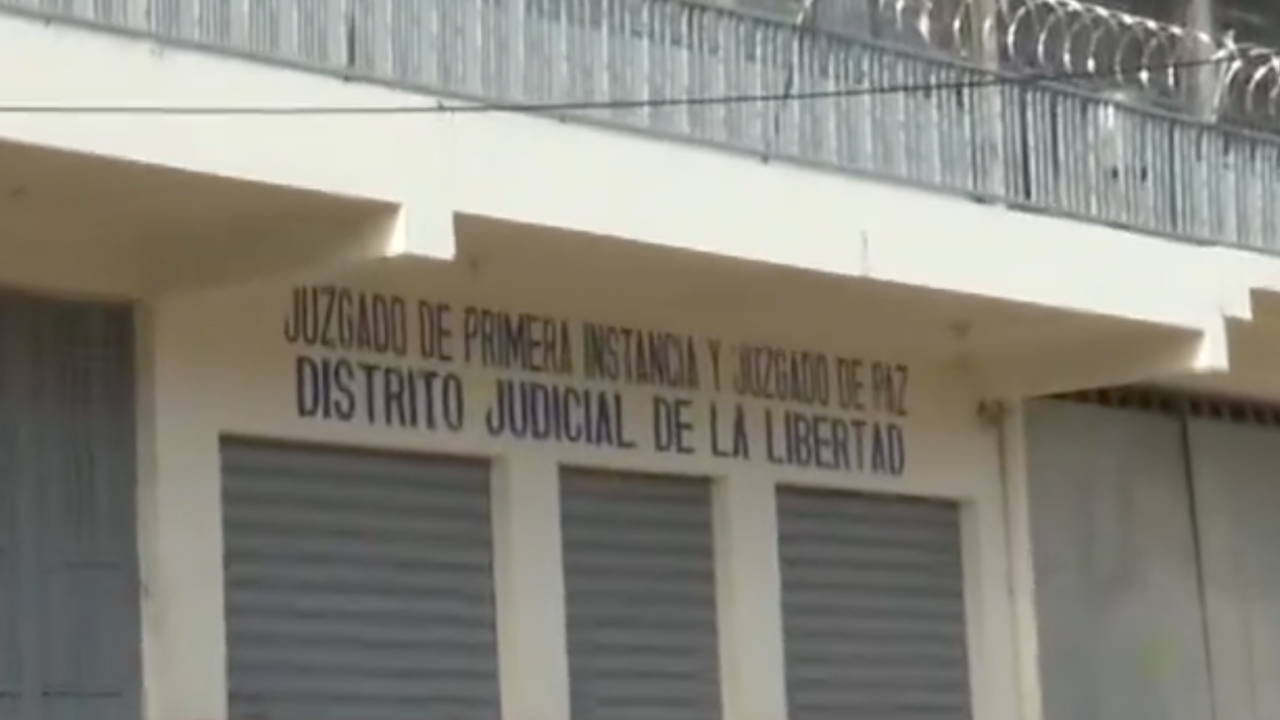 JUZGADO DE PRIMERA INSTANCIA Y JUZGADO DE PAZ
DISTRITO JUDICIAL DE LA LIBERTAD